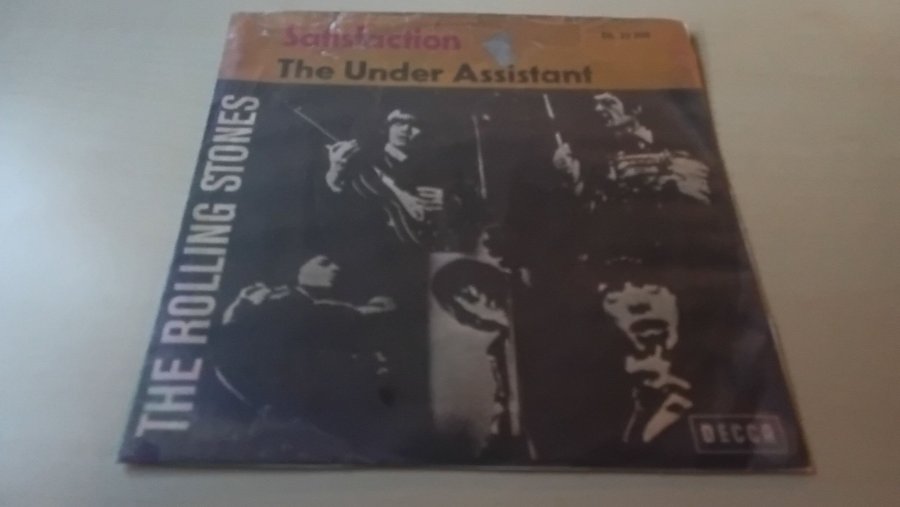 Satisfaction
The Under Assistant
THE ROLLING STONES
DECCA